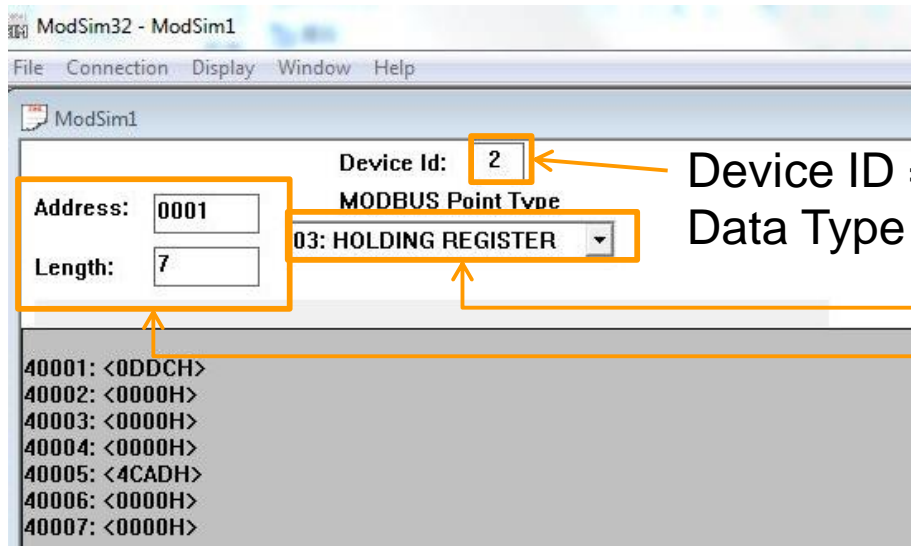 ModSim32 - ModSim1
File Connection Display Window Help
ModSim1
Device Id: 2
Device ID =
Address: 0001
MODBUS Point Type
Data Type
03: HOLDING REGISTER
Length: 7
40001: <0DDCH>
40002: <0000H>
40003: <0000H>
40004: <0000H>
40005: <4CADH>
40006: <0000H>
40007: <0000H>